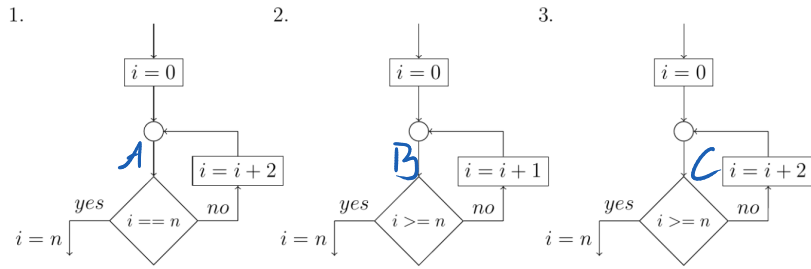 1. 2. 3.
i = 0 i = 0 i = 0
A B C
i = i + 2 i = i + 1 i = i + 2
yes i == n no yes i >= n no yes i >= n no
i = n i = n i = n